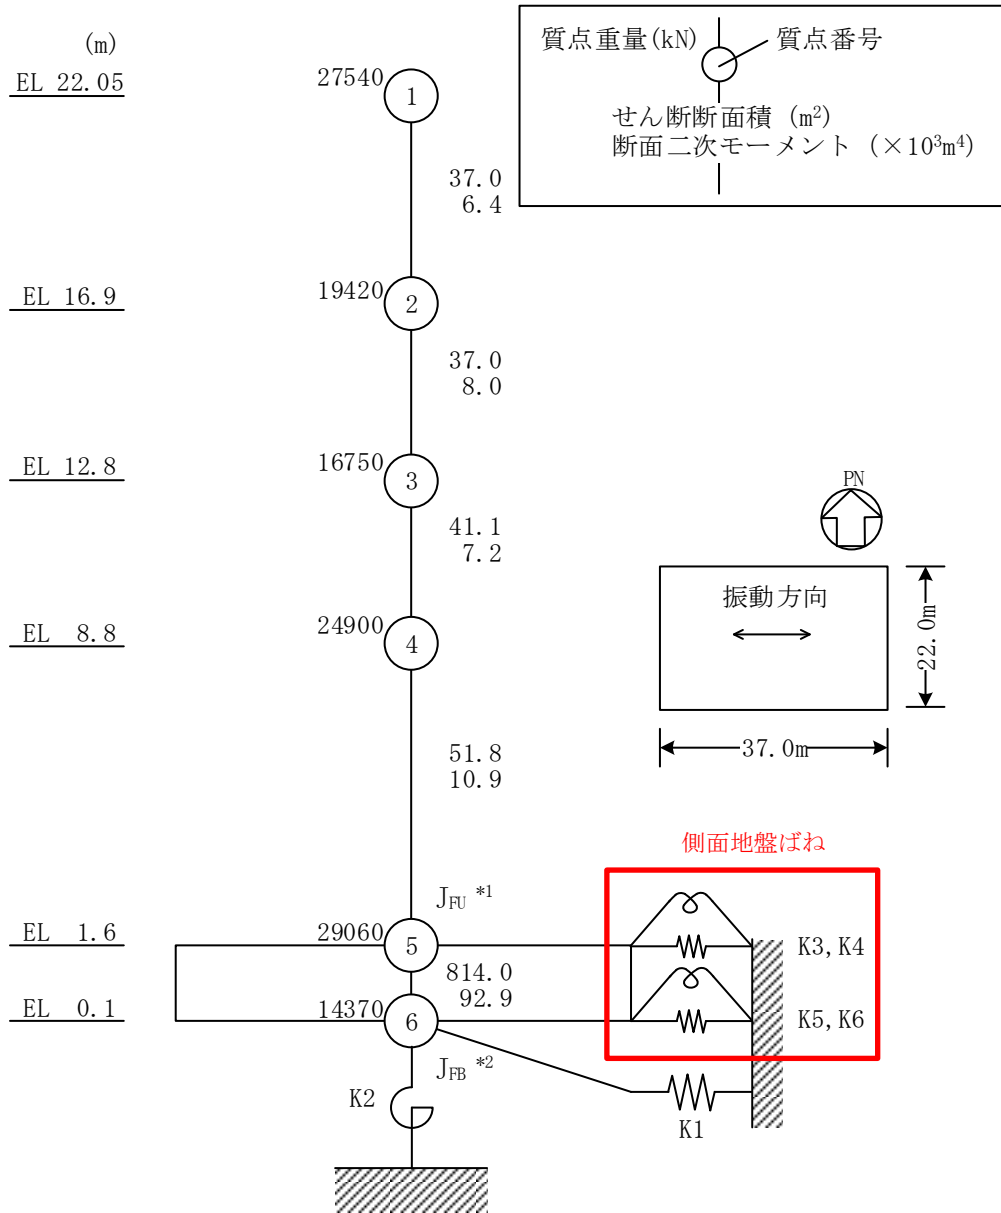 (m)
EL 22.05
EL 16.9
EL 12.8
EL 8.8
EL 1.6
EL 0.1
27540
1
37.0
6.4
19420
2
37.0
8.0
16750
3
41.1
7.2
24900
4
51.8
10.9
J_FU *1
29060
5
814.0
92.9
14370
6
J_FB *2
K2
K1
質点重量(kN)
質点番号
せん断断面積 (m²)
断面二次モーメント (×10³m⁴)
PN
振動方向
22.0m
37.0m
側面地盤ばね
K3,K4
K5,K6